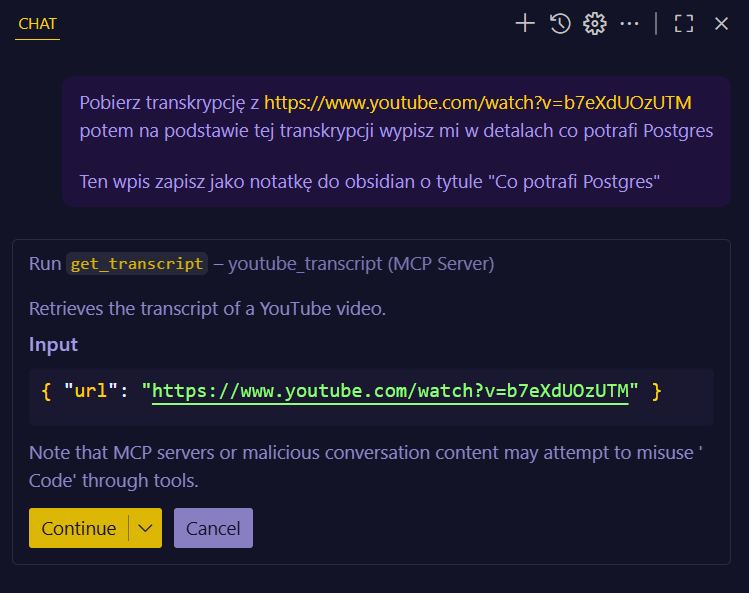 CHAT
Pobierz transkrypcję z https://www.youtube.com/watch?v=b7eXdUOzUTM
potem na podstawie tej transkrypcji wypisz mi w detalach co potrafi Postgres
Ten wpis zapisz jako notatkę do obsidian o tytule "Co potrafi Postgres"
Run get_transcript – youtube_transcript (MCP Server)
Retrieves the transcript of a YouTube video.
Input
{ "url": "https://www.youtube.com/watch?v=b7eXdUOzUTM" }
Note that MCP servers or malicious conversation content may attempt to misuse '
Code' through tools.
Continue
Cancel